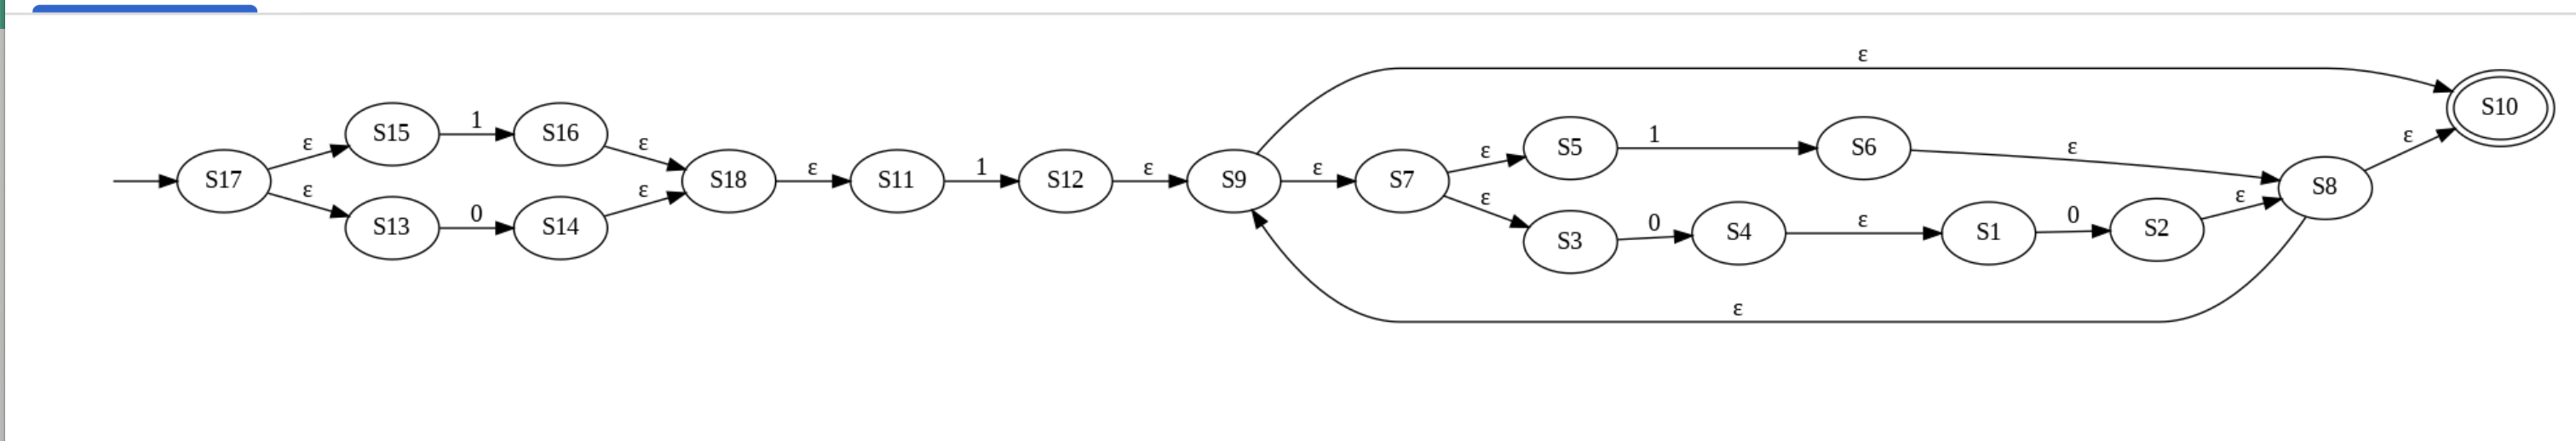 ε
S10
S15 1 S16 S5 1 S6 ε
ε ε ε ε
S17 S18 ε S11 1 S12 ε S9 ε S7 S8
ε ε ε ε
S13 0 S14 S3 0 S4 ε S1 0 S2
ε